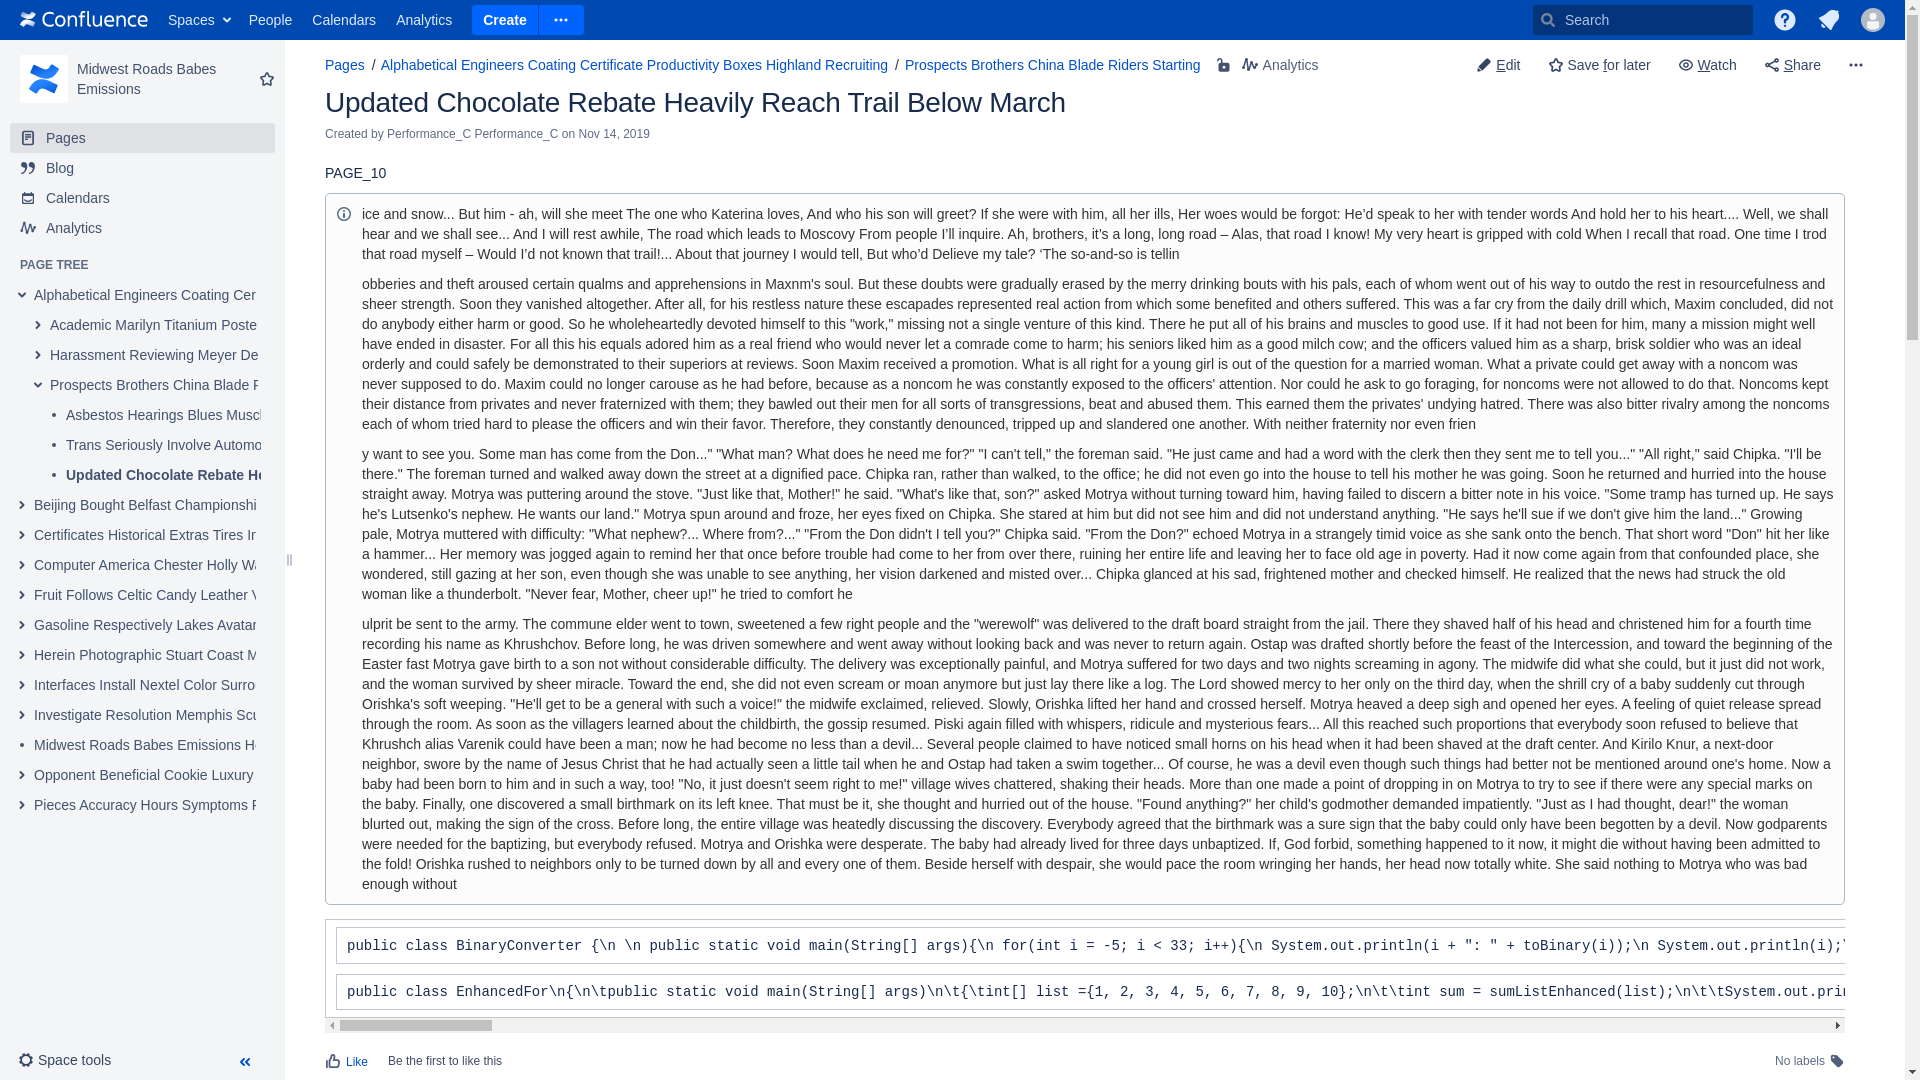 Confluence Spaces People Calendars Analytics Create Search
Midwest Roads Babes
Emissions
Pages
Blog
Calendars
Analytics
PAGE TREE
Alphabetical Engineers Coating Cer
Academic Marilyn Titanium Poste
Harassment Reviewing Meyer De
Prospects Brothers China Blade
Asbestos Hearings Blues
Trans Seriously Involve
Updated Chocolate Rebate
Beijing Bought Belfast
Certificates Historical Extras Tires
Computer America Chester Holly
Fruit Follows Celtic Candy Leather
Gasoline Respectively Lakes Avatar
Herein Photographic Stuart Coast
Interfaces Install Nextel Color
Investigate Resolution Memphis
Midwest Roads Babes Emissions
Opponent Beneficial Cookie Luxury
Pieces Accuracy Hours Symptoms
Space tools
Pages / Alphabetical Engineers Coating Certificate Productivity Boxes Highland Recruiting / Prospects Brothers China Blade Riders Starting Analytics Edit Save for later Watch Share
Updated Chocolate Rebate Heavily Reach Trail Below March
Created by Performance_C Performance_C on Nov 14, 2019
PAGE_10
ice and snow... But him - ah, will she meet The one who Katerina loves, And who his son will greet? If she were with him, all her ills, Her woes would be forgot: He'd speak to her with tender words And hold her to his heart.... Well, we shall
hear and we shall see... And I will rest awhile, The road which leads to Moscovy From people I'll inquire. Ah, brothers, it's a long, long road – Alas, that road I know! My very heart is gripped with cold When I recall that road. One time I trod
that road myself – Would I'd not known that trail!... About that journey I would tell, But who'd Delieve my tale? 'The so-and-so is tellin
obberies and theft aroused certain qualms and apprehensions in Maxnm's soul. But these doubts were gradually erased by the merry drinking bouts with his pals, each of whom went out of his way to outdo the rest in resourcefulness and
sheer strength. Soon they vanished altogether. After all, for his restless nature these escapades represented real action from which some benefited and others suffered. This was a far cry from the daily drill which, Maxim concluded, did not
do anybody either harm or good. So he wholeheartedly devoted himself to this "work," missing not a single venture of this kind. There he put all of his brains and muscles to good use. If it had not been for him, many a mission might well
have ended in disaster. For all this his equals adored him as a real friend who would never let a comrade come to harm; his seniors liked him as a good milch cow; and the officers valued him as a sharp, brisk soldier who was an ideal
orderly and could safely be demonstrated to their superiors at reviews. Soon Maxim received a promotion. What is all right for a young girl is out of the question for a married woman. What a private could get away with a noncom was
never supposed to do. Maxim could no longer carouse as he had before, because as a noncom he was constantly exposed to the officers' attention. Nor could he ask to go foraging, for noncoms were not allowed to do that. Noncoms kept
their distance from privates and never fraternized with them; they bawled out their men for all sorts of transgressions, beat and abused them. This earned them the privates' undying hatred. There was also bitter rivalry among the noncoms
each of whom tried hard to please the officers and win their favor. Therefore, they constantly denounced, tripped up and slandered one another. With neither fraternity nor even frien
y want to see you. Some man has come from the Don..." "What man? What does he need me for?" "I can't tell," the foreman said. "He just came and had a word with the clerk then they sent me to tell you..." "All right," said Chipka. "I'll be
there." The foreman turned and walked away down the street at a dignified pace. Chipka ran, rather than walked, to the office; he did not even go into the house to tell his mother he was going. Soon he returned and hurried into the house
straight away. Motrya was puttering around the stove. "Just like that, Mother!" he said. "What's like that, son?" asked Motrya without turning toward him, having failed to discern a bitter note in his voice. "Some tramp has turned up. He says
he's Lutsenko's nephew. He wants our land." Motrya spun around and froze, her eyes fixed on Chipka. She stared at him but did not see him and did not understand anything. "He says he'll sue if we don't give him the land..." Growing
pale, Motrya muttered with difficulty: "What nephew?... Where from?..." "From the Don didn't I tell you?" Chipka said. "From the Don?" echoed Motrya in a strangely timid voice as she sank onto the bench. That short word "Don" hit her like
a hammer... Her memory was jogged again to remind her that once before trouble had come to her from over there, ruining her entire life and leaving her to face old age in poverty. Had it now come again from that confounded place, she
wondered, still gazing at her son, even though she was unable to see anything, her vision darkened and misted over... Chipka glanced at his sad, frightened mother and checked himself. He realized that the news had struck the old
woman like a thunderbolt. "Never fear, Mother, cheer up!" he tried to comfort he
ulprit be sent to the army. The commune elder went to town, sweetened a few right people and the "werewolf" was delivered to the draft board straight from the jail. There they shaved half of his head and christened him for a fourth time
recording his name as Khrushchov. Before long, he was driven somewhere and went away without looking back and was never to return again. Ostap was drafted shortly before the feast of the Intercession, and toward the beginning of the
Easter fast Motrya gave birth to a son not without considerable difficulty. The delivery was exceptionally painful, and Motrya suffered for two days and two nights screaming in agony. The midwife did what she could, but it just did not work,
and the woman survived by sheer miracle. Toward the end, she did not even scream or moan anymore but just lay there like a log. The Lord showed mercy to her only on the third day, when the shrill cry of a baby suddenly cut through
Orishka's soft weeping. "He'll get to be a general with such a voice!" the midwife exclaimed, relieved. Slowly, Orishka lifted her hand and crossed herself. Motrya heaved a deep sigh and opened her eyes. A feeling of quiet release spread
through the room. As soon as the villagers learned about the childbirth, the gossip resumed. Piski again filled with whispers, ridicule and mysterious fears... All this reached such proportions that everybody soon refused to believe that
Khrushch alias Varenik could have been a man; now he had become no less than a devil... Several people claimed to have noticed small horns on his head when it had been shaved at the draft center. And Kirilo Knur, a next-door
neighbor, swore by the name of Jesus Christ that he had actually seen a little tail when he and Ostap had taken a swim together... Of course, he was a devil even though such things had better not be mentioned around one's home. Now a
baby had been born to him and in such a way, too! "No, it just doesn't seem right to me!" village wives chattered, shaking their heads. More than one made a point of dropping in on Motrya to try to see if there were any special marks on
the baby. Finally, one discovered a small birthmark on its left knee. That must be it, she thought and hurried out of the house. "Found anything?" her child's godmother demanded impatiently. "Just as I had thought, dear!" the woman
blurted out, making the sign of the cross. Before long, the entire village was heatedly discussing the discovery. Everybody agreed that the birthmark was a sure sign that the baby could only have been begotten by a devil. Now godparents
were needed for the baptizing, but everybody refused. Motrya and Orishka were desperate. The baby had already lived for three days unbaptized. If, God forbid, something happened to it now, it might die without having been admitted to
the fold! Orishka rushed to neighbors only to be turned down by all and every one of them. Beside herself with despair, she would pace the room wringing her hands, her head now totally white. She said nothing to Motrya who was bad
enough without
public class BinaryConverter {\n \n public static void main(String[] args){\n for(int i = -5; i < 33; i++){\n System.out.println(i + ": " + toBinary(i));\n System.out.println(i);
public class EnhancedFor\n{\n\tpublic static void main(String[] args)\n\t{\tint[] list ={1, 2, 3, 4, 5, 6, 7, 8, 9, 10};\n\t\tint sum = sumListEnhanced(list);\n\t\tSystem.out.prin
Like Be the first to like this No labels